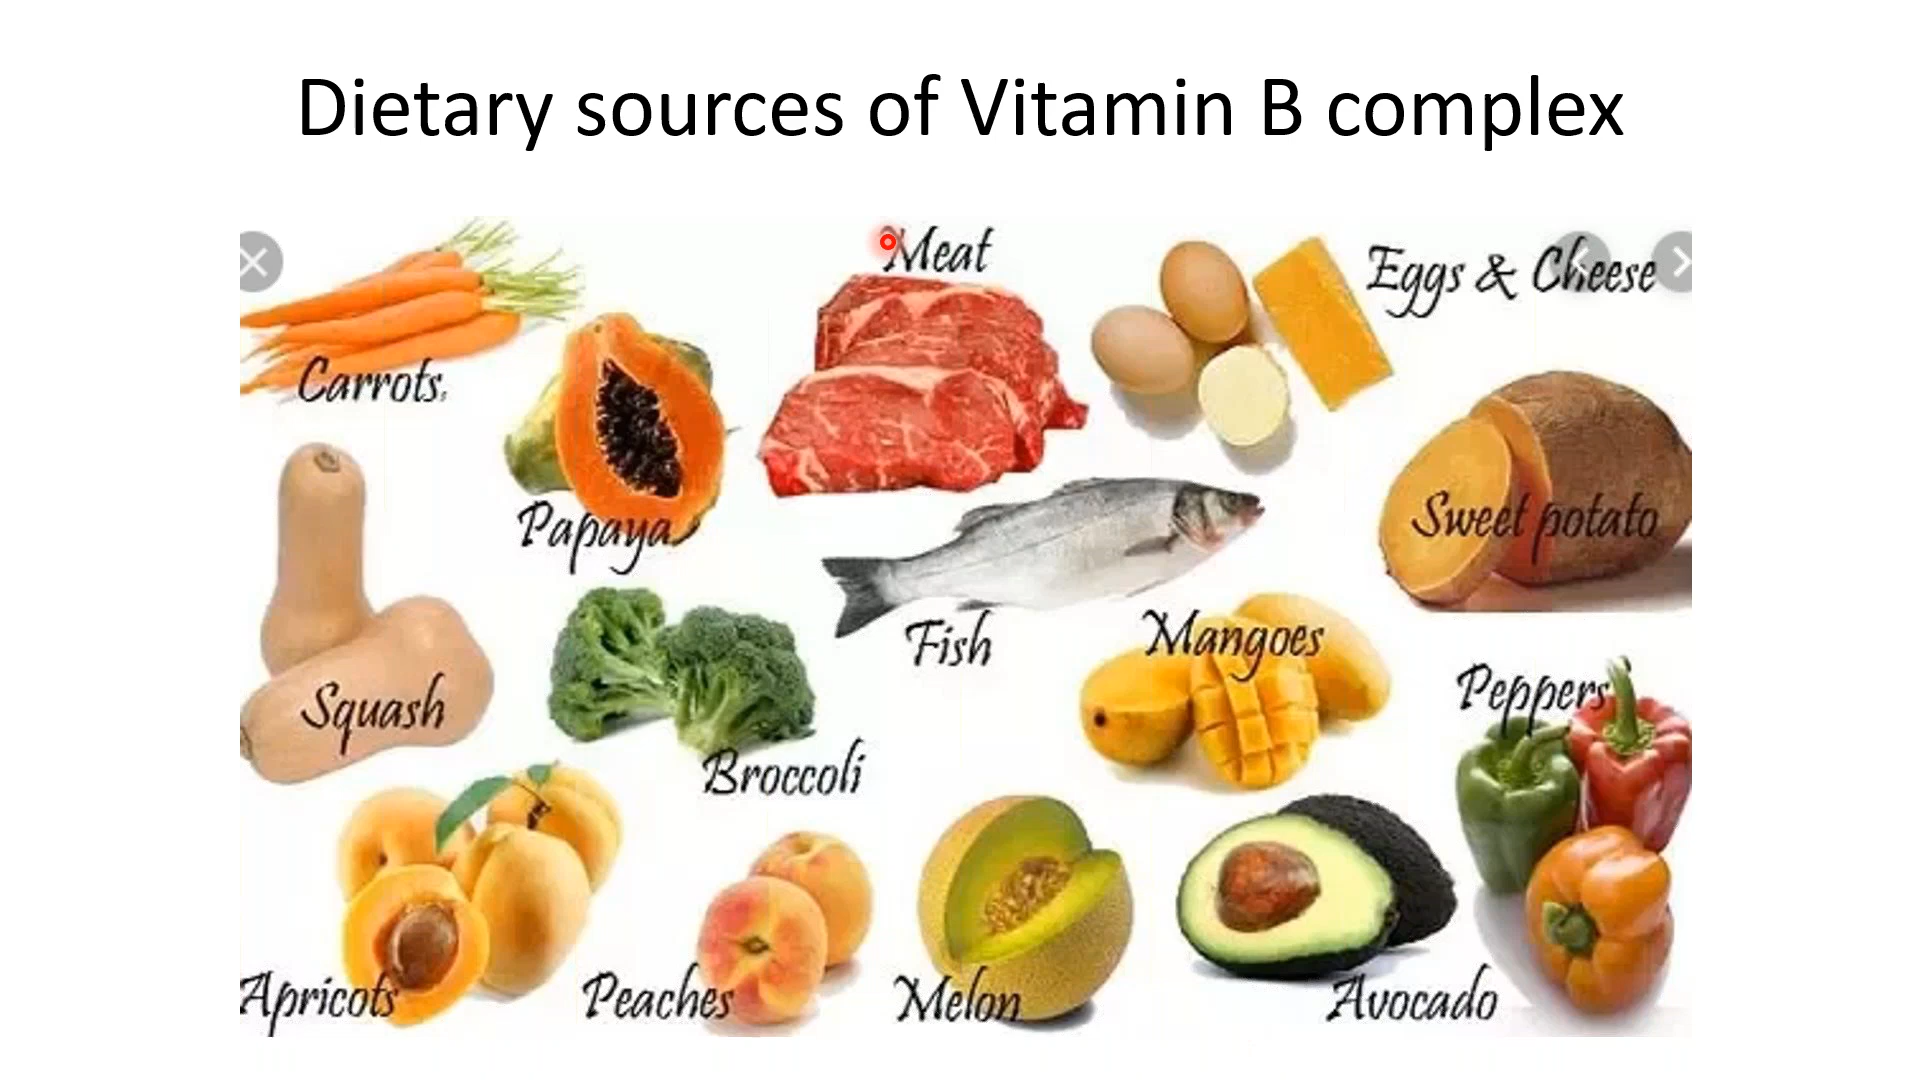 Dietary sources of Vitamin B complex
Meat
Eggs & Cheese
Carrots
Papaya
Sweet potato
Fish
Mangoes
Squash
Peppers
Broccoli
Apricots
Peaches
Melon
Avocado